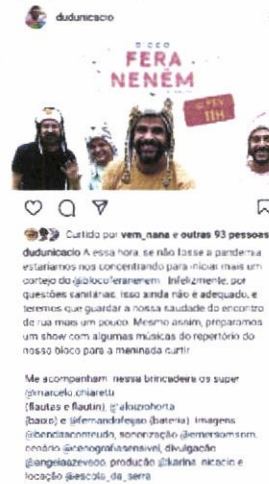 dudunicacio
BLOCO
FERA
NENÉM
11H
Curtido por vem_nana e outras 93 pessoas
dudunicacio A essa hora, se não fosse a pandemia
estaríamos nos concentrando para iniciar mais um
cortejo do @blocoferanenem. Infelizmente, por
questões sanitárias, isso ainda não é adequado, e
teremos que guardar a nossa saudade do encontro
de rua mais um pouco. Mesmo assim, preparamos
um show com algumas músicas do repertório do
nosso bloco para a meninada curtir
Me acompanham nessa brincadeira os super
@marcelo.chiaretti
(flautas e flautin), @aloiziohorta
(baixo) e @fernandofeijao (bateria). Imagens
@bendaaconteudo, sonorização @emersomsom,
cenário @cenografiasensivel, divulgação
@angelaazevedo, produção @karina_nicacio e
locação @escola_da_serra